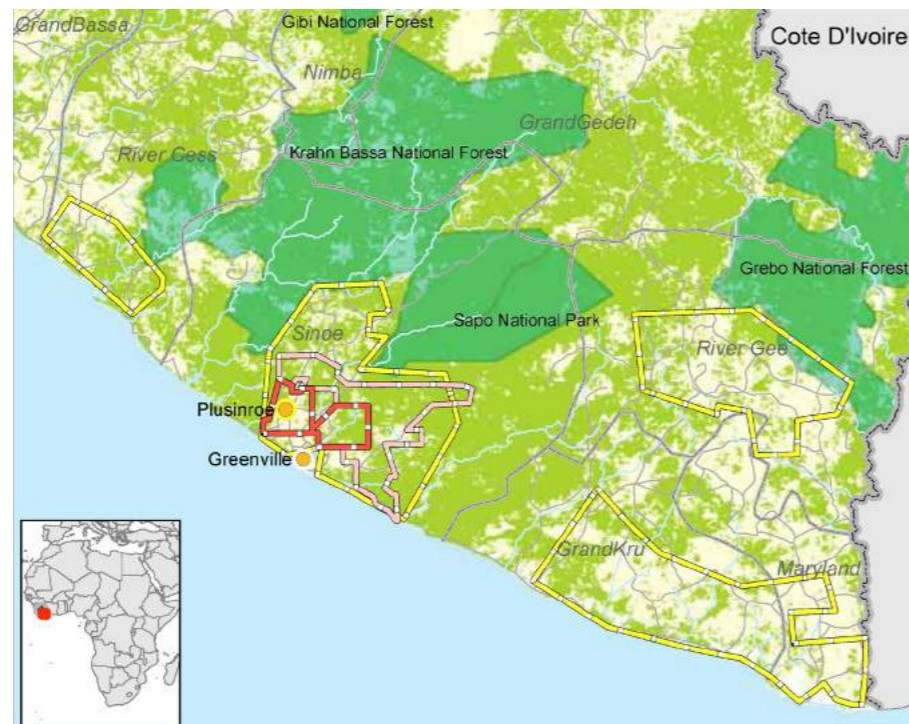 Gibi National Forest
GrandBassa
Cote D'Ivoire
Nimba
GrandGedeh
River Cess
Krahn Bassa National Forest
Grebo National Forest
Sapo National Park
Sinoe
River Gee
Plusinroe
Greenville
GrandKru
Maryland